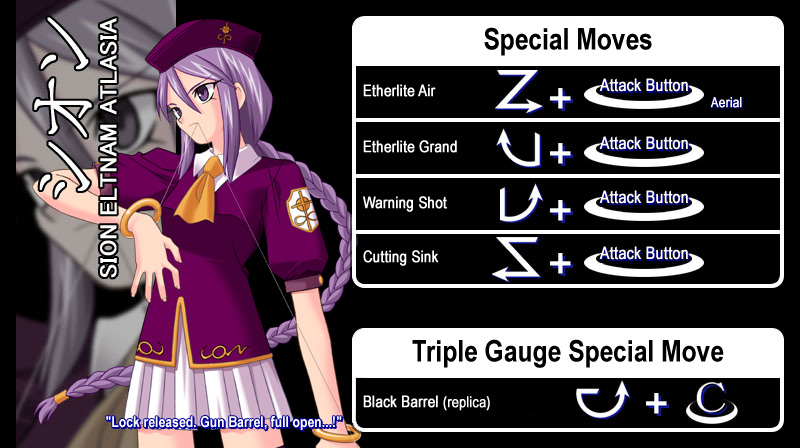 シオン
SION ELTNAM ATLASIA
Special Moves
Etherlite Air + Attack Button Aerial
Etherlite Grand + Attack Button
Warning Shot + Attack Button
Cutting Sink + Attack Button
Triple Gauge Special Move
Black Barrel (replica) + C
"Lock released. Gun Barrel, full open...!"